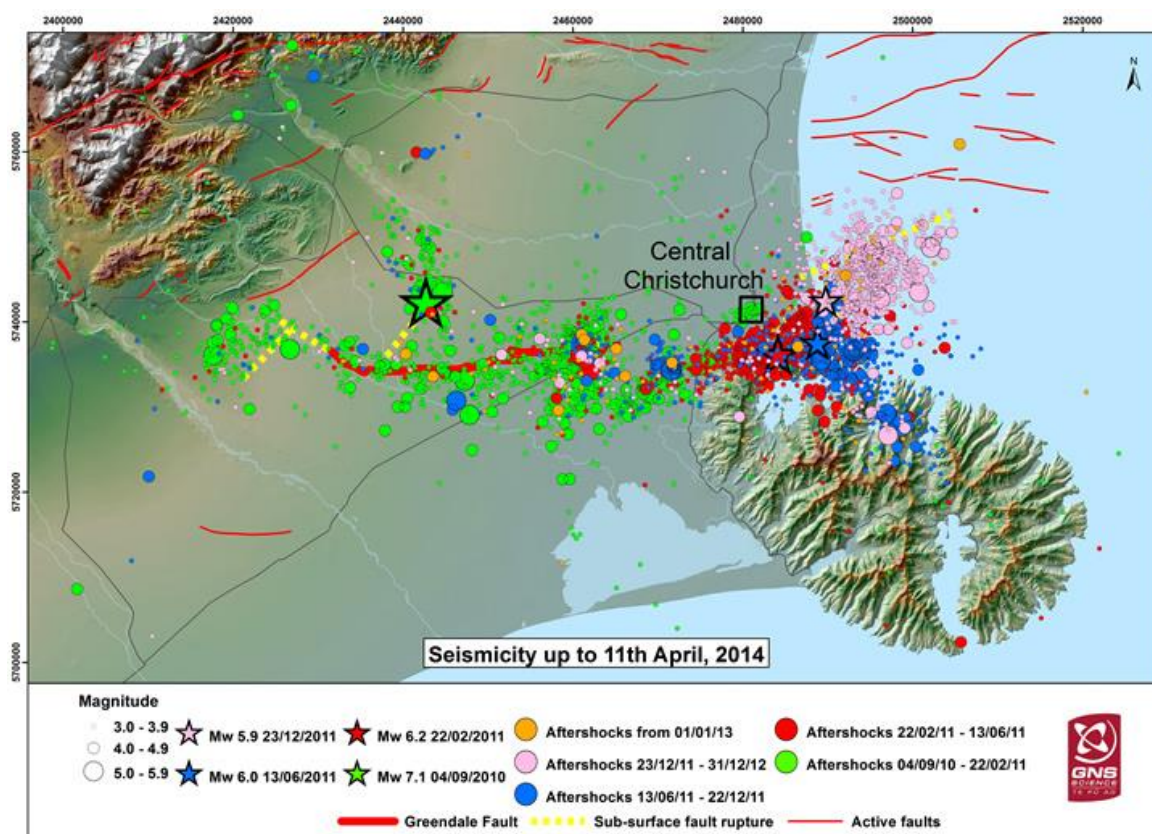 2400000 2420000 2440000 2460000 2480000 2500000 2520000
N
5760000
Central
Christchurch
5740000
5720000
5700000
Seismicity up to 11th April, 2014
Magnitude
3.0 - 3.9
4.0 - 4.9
5.0 - 5.9
Mw 5.9 23/12/2011
Mw 6.0 13/06/2011
Mw 6.2 22/02/2011
Mw 7.1 04/09/2010
Aftershocks from 01/01/13
Aftershocks 23/12/11 - 31/12/12
Aftershocks 13/06/11 - 22/12/11
Aftershocks 22/02/11 - 13/06/11
Aftershocks 04/09/10 - 22/02/11
Greendale Fault
Sub-surface fault rupture
Active faults
GNS
SCIENCE
TE PŪ AO